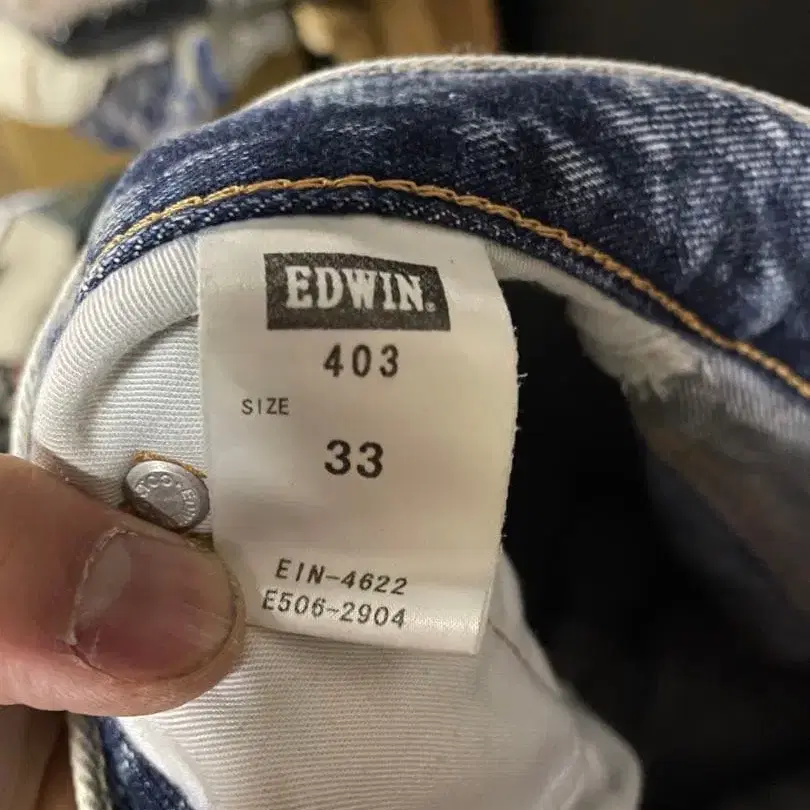 EDWIN.
403
SIZE
33
EIN-4622
E506-2904